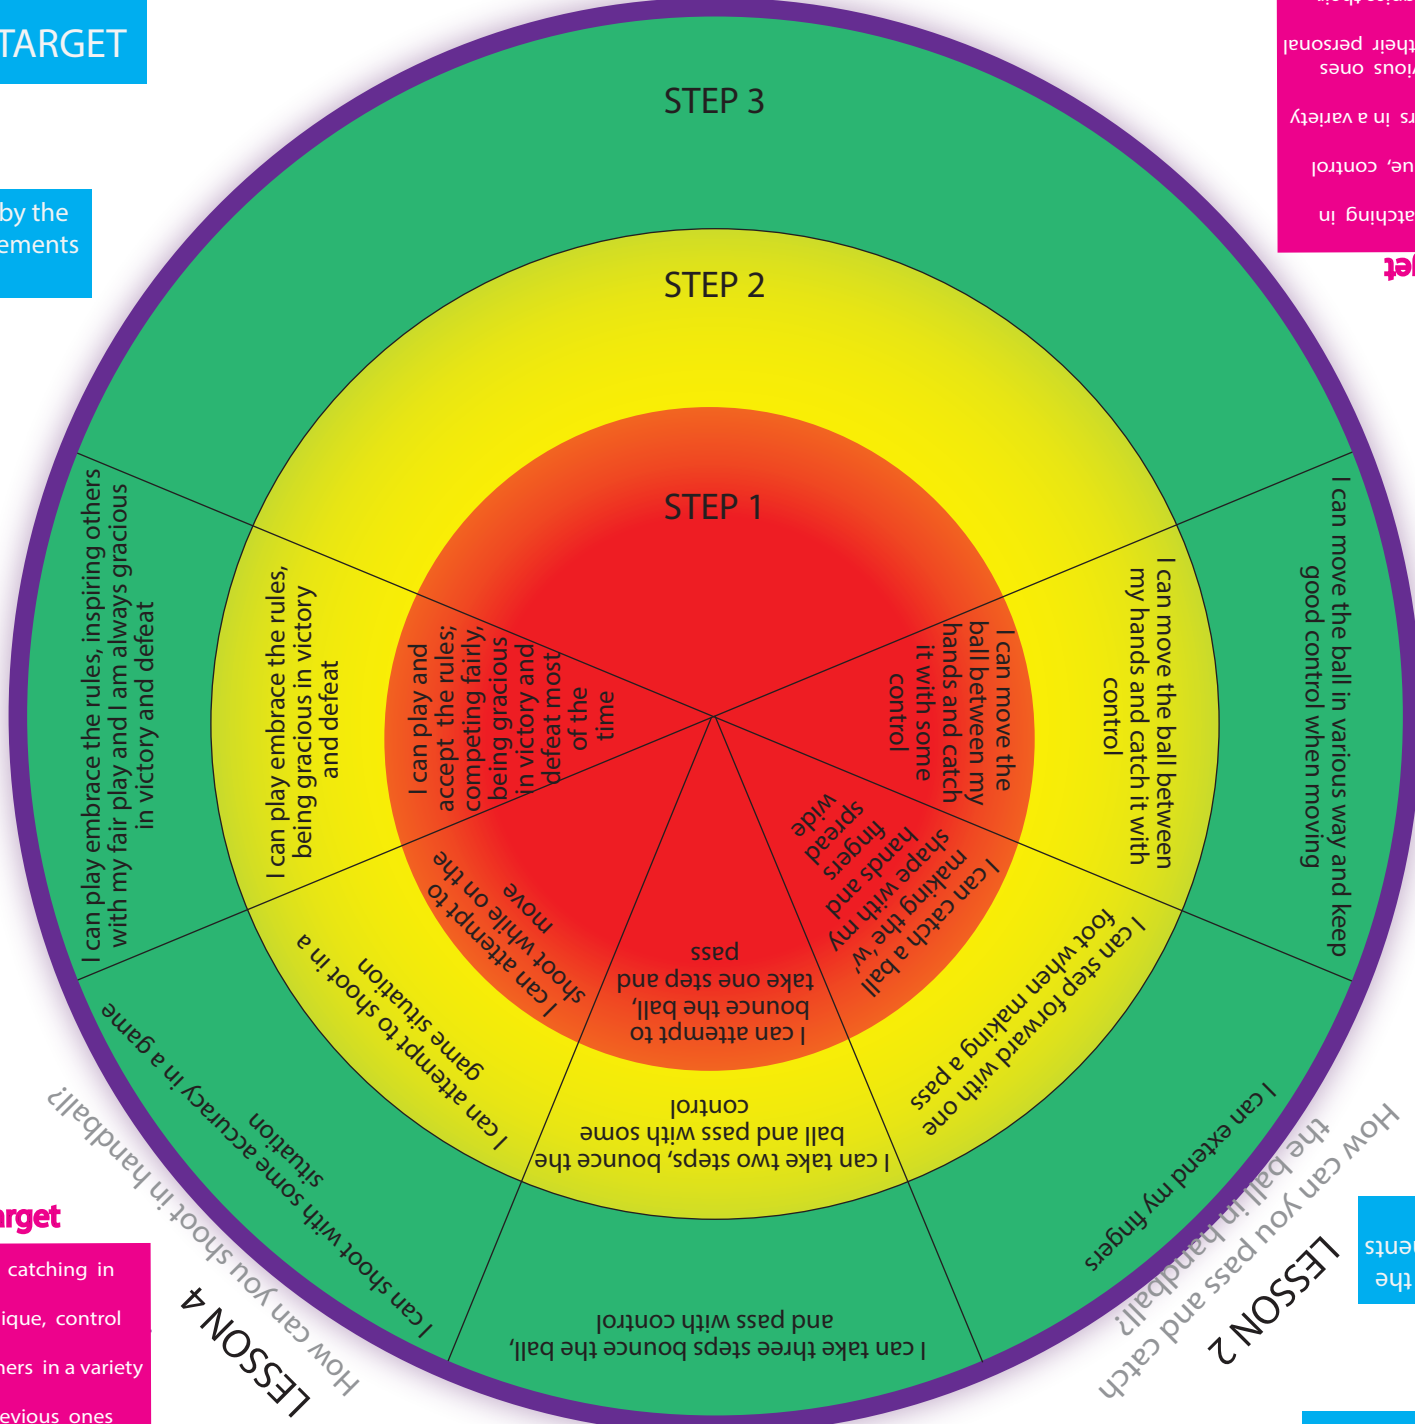 TARGET
by the
ements
their personal
vious ones
rs in a variety
ue, control
atching in
get
STEP 3
STEP 2
STEP 1
I can move the
ball between my
hands and catch
it with some
control
I can move the ball between
my hands and catch it with
control
I can move the ball in various way and keep
good control when moving
I can catch a ball
making the 'w'
shape with my
hands and
fingers
spread
wide
I can step forward with one
foot when making a pass
I can extend my fingers
How can you pass and catch
the ball in handball!?
LESSON 2
I can attempt to
bounce the ball,
take one step and
pass
I can take two steps, bounce, the
ball and pass with some
control
I can take three steps bounce the ball,
and pass with control
I can attempt to
shoot while on the
move
I can attempt to shoot in a
game situation
I can shoot with some accuracy in a game
situation
How can you shoot in handball!?
LESSON 4
I can play and
accept the rules;
competing fairly,
being gracious
in victory and
defeat most
of the
time
I can play embrace the rules,
being gracious in victory
and defeat
I can play embrace the rules, inspiring others
with my fair play and I am always gracious
in victory and defeat
arget
catching in
ique, control
ners in a variety
evious ones
the
ents